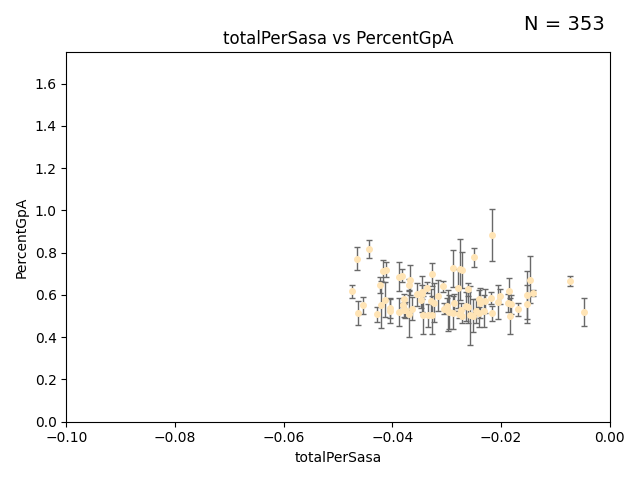 N = 353
totalPerSasa vs PercentGpA
PercentGpA
1.6
1.4
1.2
1.0
0.8
0.6
0.4
0.2
0.0
−0.10 −0.08 −0.06 −0.04 −0.02 0.00
totalPerSasa